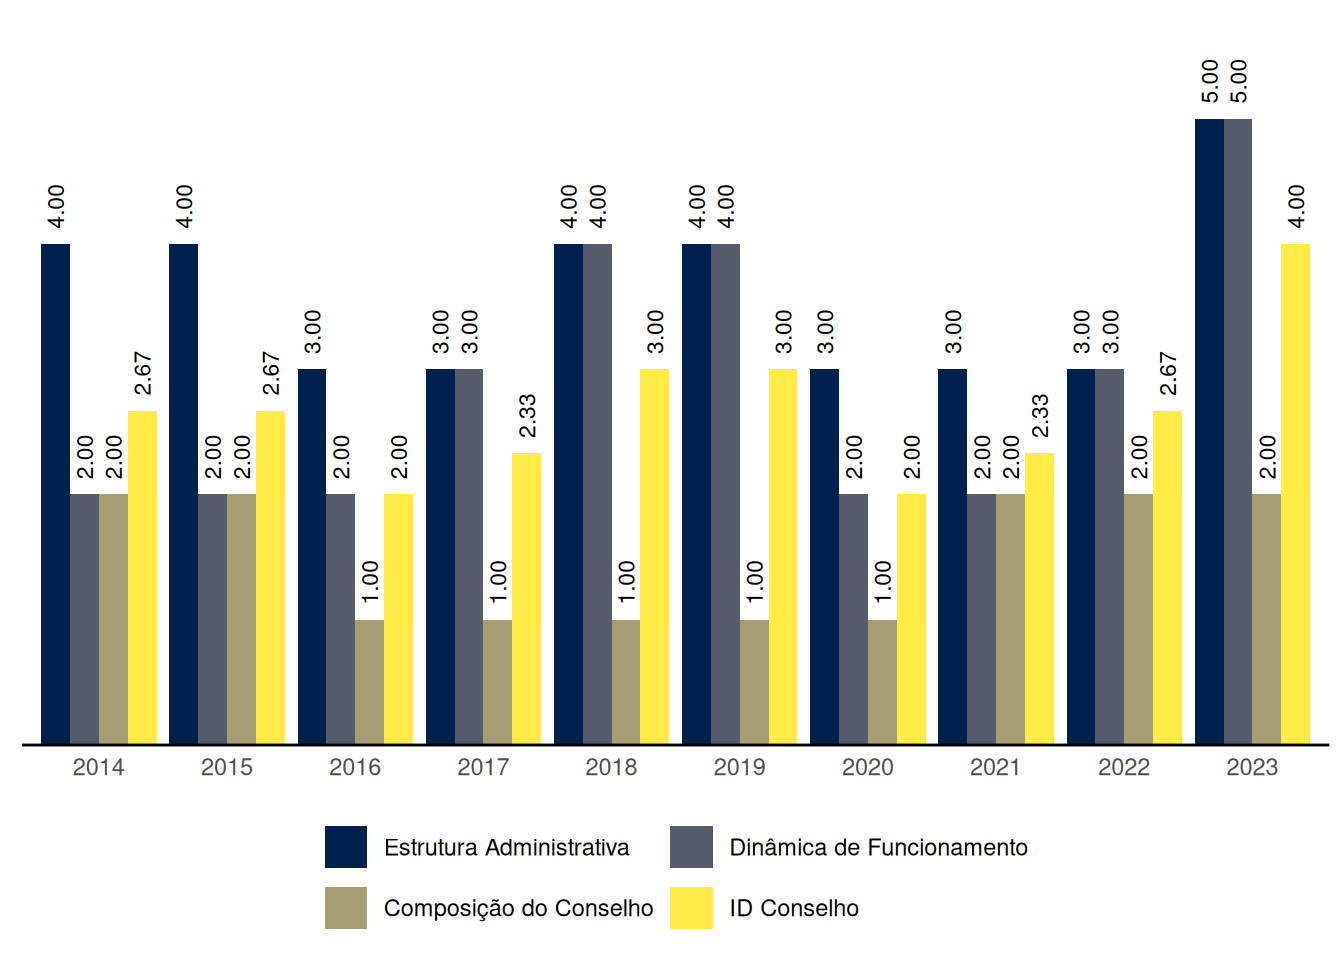 5.00 5.00
4.00 4.00 4.00 4.00 4.00 4.00 4.00
3.00 3.00 3.00 3.00 3.00 3.00 3.00 3.00 3.00
2.67 2.67 2.67
2.33 2.33
2.00 2.00 2.00 2.00 2.00 2.00 2.00 2.00 2.00 2.00 2.00 2.00
1.00 1.00 1.00 1.00 1.00
2014 2015 2016 2017 2018 2019 2020 2021 2022 2023
Estrutura Administrativa Dinâmica de Funcionamento
Composição do Conselho ID Conselho